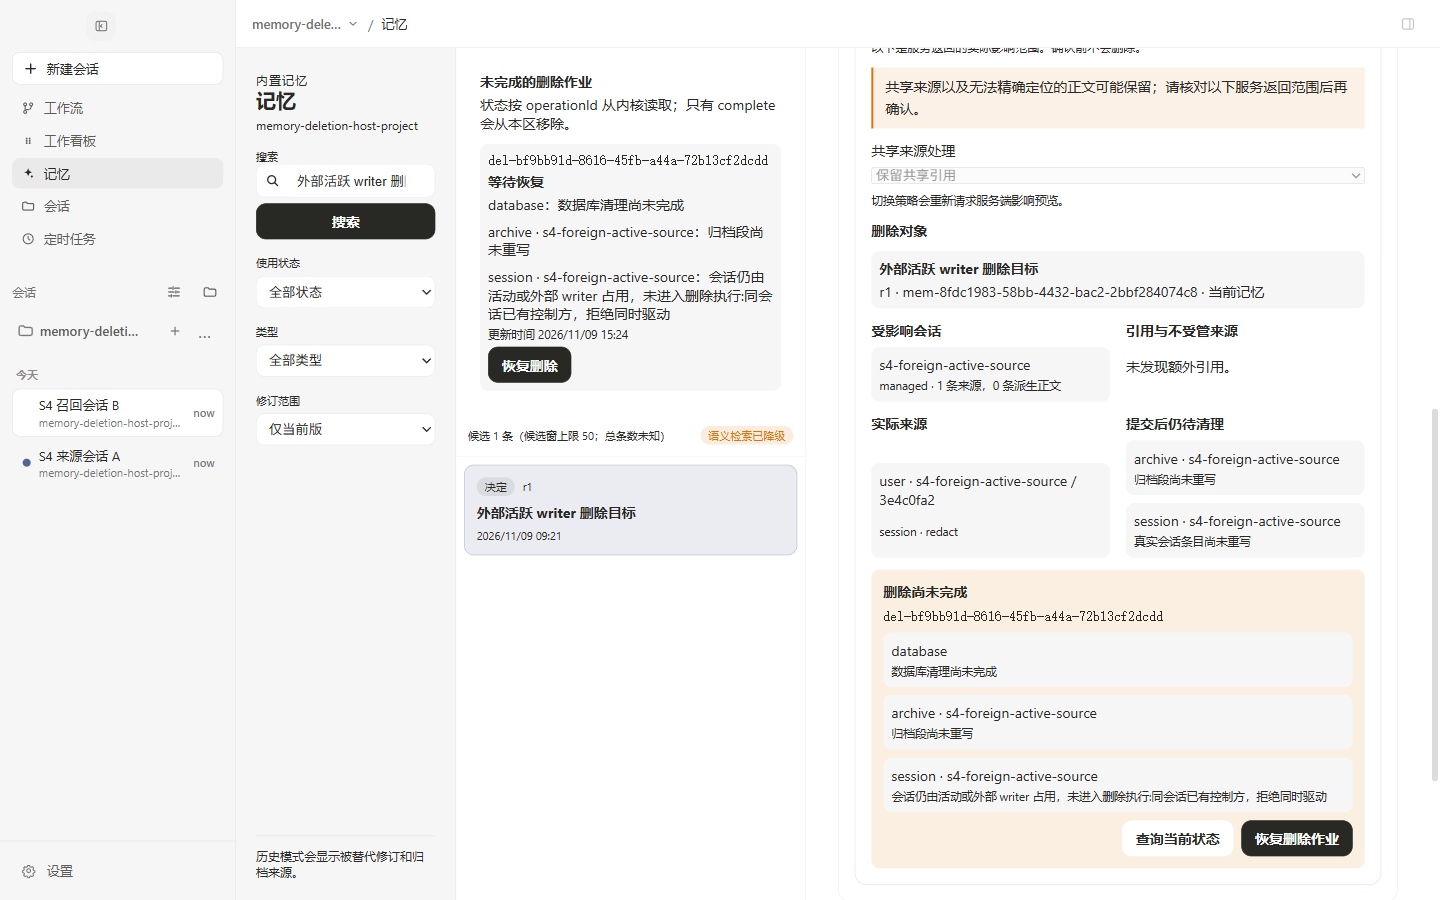 新建会话
工作流
工作看板
记忆
会话
定时任务
会话
memory-deleti...
今天
S4 召回会话 B
now
memory-deletion-host-proj...
S4 来源会话 A
now
memory-deletion-host-proj...
设置
memory-dele...
/
记忆
内置记忆
记忆
memory-deletion-host-project
搜索
外部活跃 writer 删
搜索
使用状态
全部状态
类型
全部类型
修订范围
仅当前版
历史模式会显示被替代修订和归
档来源。
未完成的删除作业
状态按 operationId 从内核读取；只有 complete
会从本区移除。
del-bf9bb91d-8616-45fb-a44a-72b13cf2dcdd
等待恢复
database：数据库清理尚未完成
archive · s4-foreign-active-source：归档段尚
未重写
session · s4-foreign-active-source：会话仍由
活动或外部 writer 占用，未进入删除执行:同会
话已有控制方，拒绝同时驱动
更新时间 2026/11/09 15:24
恢复删除
候选 1 条（候选窗上限 50；总条数未知）
语义检索已降级
决定 r1
外部活跃 writer 删除目标
2026/11/09 09:21
以下是服务返回的实际影响范围。确认前不会删除。
共享来源以及无法精确定位的正文可能保留；请核对以下服务返回范围后再
确认。
共享来源处理
保留共享引用
切换策略会重新请求服务端影响预览。
删除对象
外部活跃 writer 删除目标
r1 · mem-8fdc1983-58bb-4432-bac2-2bbf284074c8 · 当前记忆
受影响会话
s4-foreign-active-source
managed · 1 条来源，0 条派生正文
引用与不受管来源
未发现额外引用。
实际来源
user · s4-foreign-active-source /
3e4c0fa2
session · redact
提交后仍待清理
archive · s4-foreign-active-source
归档段尚未重写
session · s4-foreign-active-source
真实会话条目尚未重写
删除尚未完成
del-bf9bb91d-8616-45fb-a44a-72b13cf2dcdd
database
数据库清理尚未完成
archive · s4-foreign-active-source
归档段尚未重写
session · s4-foreign-active-source
会话仍由活动或外部 writer 占用，未进入删除执行:同会话已有控制方，拒绝同时驱动
查询当前状态
恢复删除作业